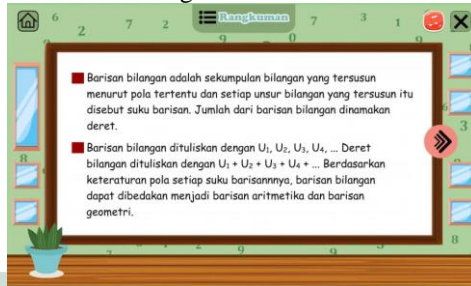 Rangkuman
Barisan bilangan adalah sekumpulan bilangan yang tersusun
menurut pola tertentu dan setiap unsur bilangan yang tersusun itu
disebut suku barisan. Jumlah dari barisan bilangan dinamakan
deret.
Barisan bilangan dituliskan dengan U₁, U₂, U₃, U₄, ... Deret
bilangan dituliskan dengan U₁ + U₂ + U₃ + U₄ + ... Berdasarkan
keteraturan pola setiap suku barisannnya, barisan bilangan
dapat dibedakan menjadi barisan aritmetika dan barisan
geometri.